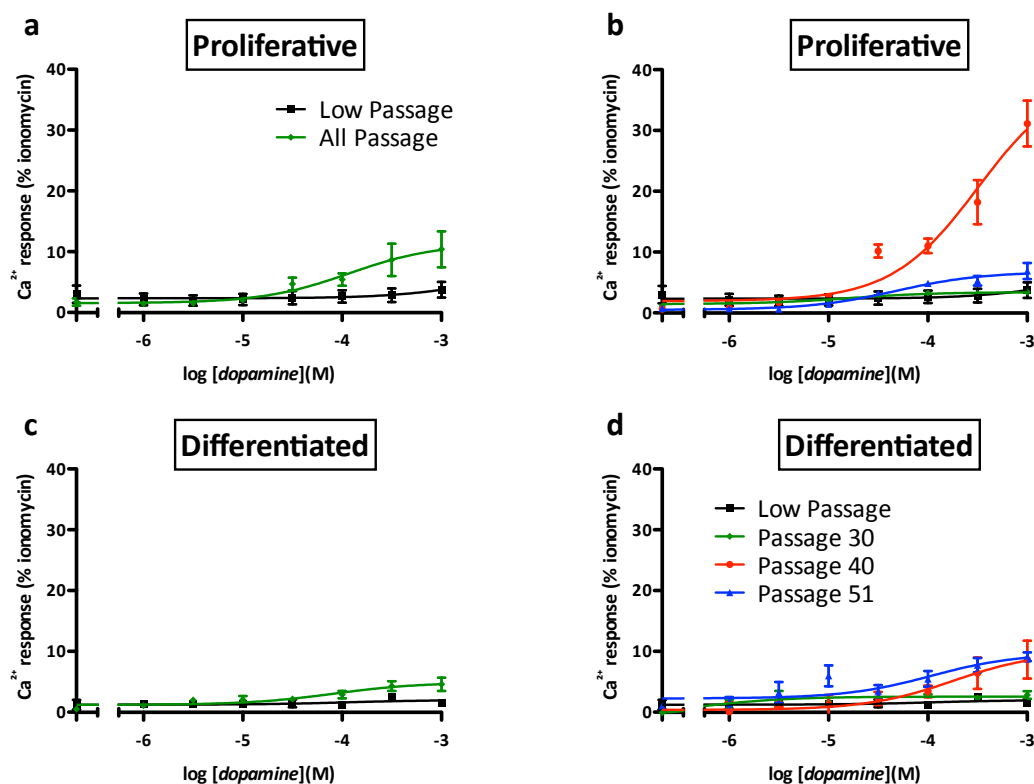 a
Proliferative
40
30
20
10
0
Ca²⁺ response (% ionomycin)
Low Passage
All Passage
-6
-5
-4
-3
log [dopamine](M)
b
Proliferative
40
30
20
10
0
Ca²⁺ response (% ionomycin)
-6
-5
-4
-3
log [dopamine](M)
c
Differentiated
40
30
20
10
0
Ca²⁺ response (% ionomycin)
-6
-5
-4
-3
log [dopamine](M)
d
Differentiated
40
30
20
10
0
Ca²⁺ response (% ionomycin)
Low Passage
Passage 30
Passage 40
Passage 51
-6
-5
-4
-3
log [dopamine](M)